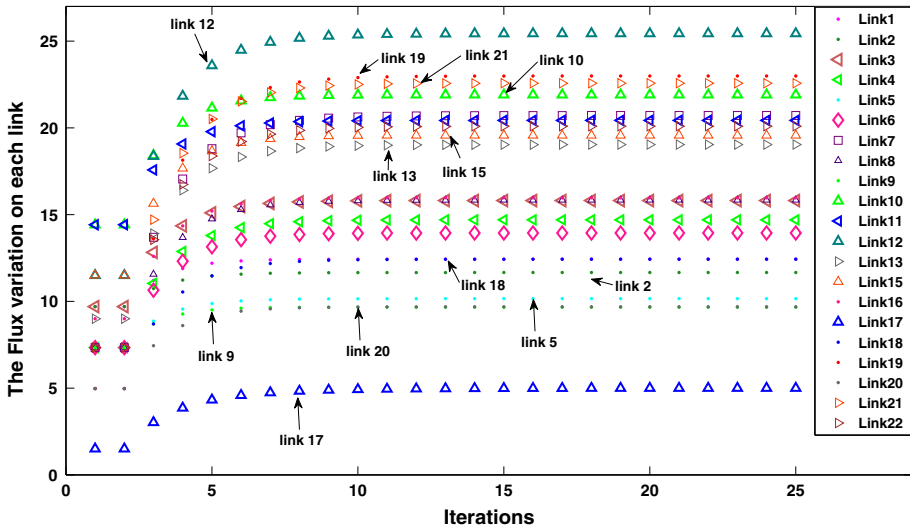 The Flux variation on each link
25
20
15
10
5
0
0
5
10
15
20
25
Iterations
link 12
link 19
link 21
link 10
link 13
link 15
link 18
link 2
link 9
link 20
link 5
link 17
Link1
Link2
Link3
Link4
Link5
Link6
Link7
Link8
Link9
Link10
Link11
Link12
Link13
Link15
Link16
Link17
Link18
Link19
Link20
Link21
Link22